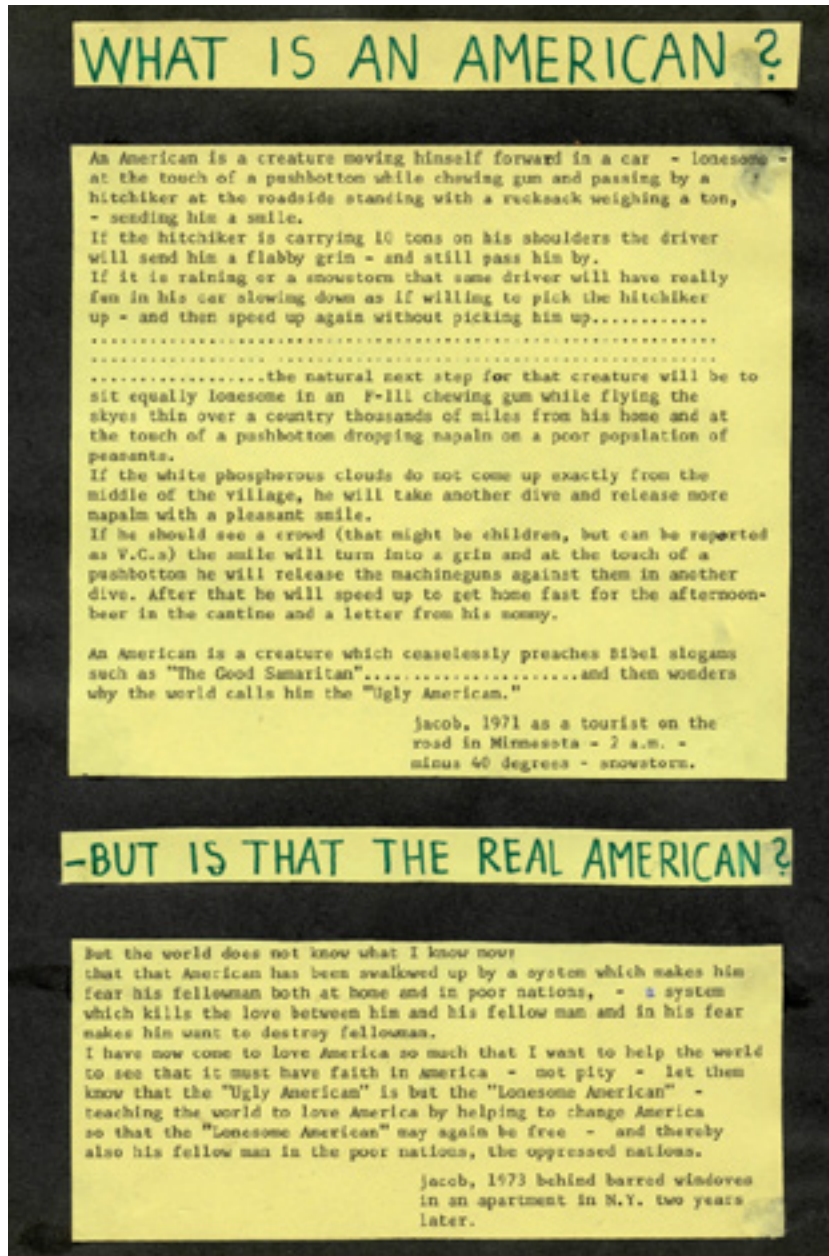 WHAT IS AN AMERICAN?
An American is a creature moving himself forward in a car - lonesome -
at the touch of a pushbottom while chewing gum and passing by a
hitchiker at the roadside standing with a rucksack weighing a ton,
- sending him a smile.
If the hitchiker is carrying 10 tons on his shoulders the driver
will send him a flabby grin - and still pass him by.
If it is raining or a snowstorm that same driver will have really
fun in his car slowing down as if willing to pick the hitchiker
up - and then speed up again without picking him up............
................................................................
................................................................
..................the natural next step for that creature will be to
sit equally lonesome in an F-111 chewing gum while flying the
skyes thin over a country thousands of miles from his home and at
the touch of a pushbottom dropping napalm on a poor population of
peasants.
If the white phospherous clouds do not come up exactly from the
middle of the village, he will take another dive and release more
napalm with a pleasant smile.
If he should see a crowd (that might be children, but can be reported
as V.C.s) the smile will turn into a grin and at the touch of a
pushbottom he will release the machineguns against them in another
dive. After that he will speed up to get home fast for the afternoon-
beer in the cantine and a letter from his mommy.
An American is a creature which ceaselessly preaches Bibel slogans
such as "The Good Samaritan"......................and then wonders
why the world calls him the "Ugly American."
jacob, 1971 as a tourist on the
road in Minnesota - 2 a.m. -
minus 40 degrees - snowstorm.
-BUT IS THAT THE REAL AMERICAN?
But the world does not know what I know now:
that that American has been swallowed up by a system which makes him
fear his fellowman both at home and in poor nations, - a system
which kills the love between him and his fellow man and in his fear
makes him want to destroy fellowman.
I have now come to love America so much that I want to help the world
to see that it must have faith in America - not pity - let them
know that the "Ugly American" is but the "Lonesome American" -
teaching the world to love America by helping to change America
so that the "Lonesome American" may again be free - and thereby
also his fellow man in the poor nations, the oppressed nations.
jacob, 1973 behind barred windoves
in an apartment in N.Y. two years
later.